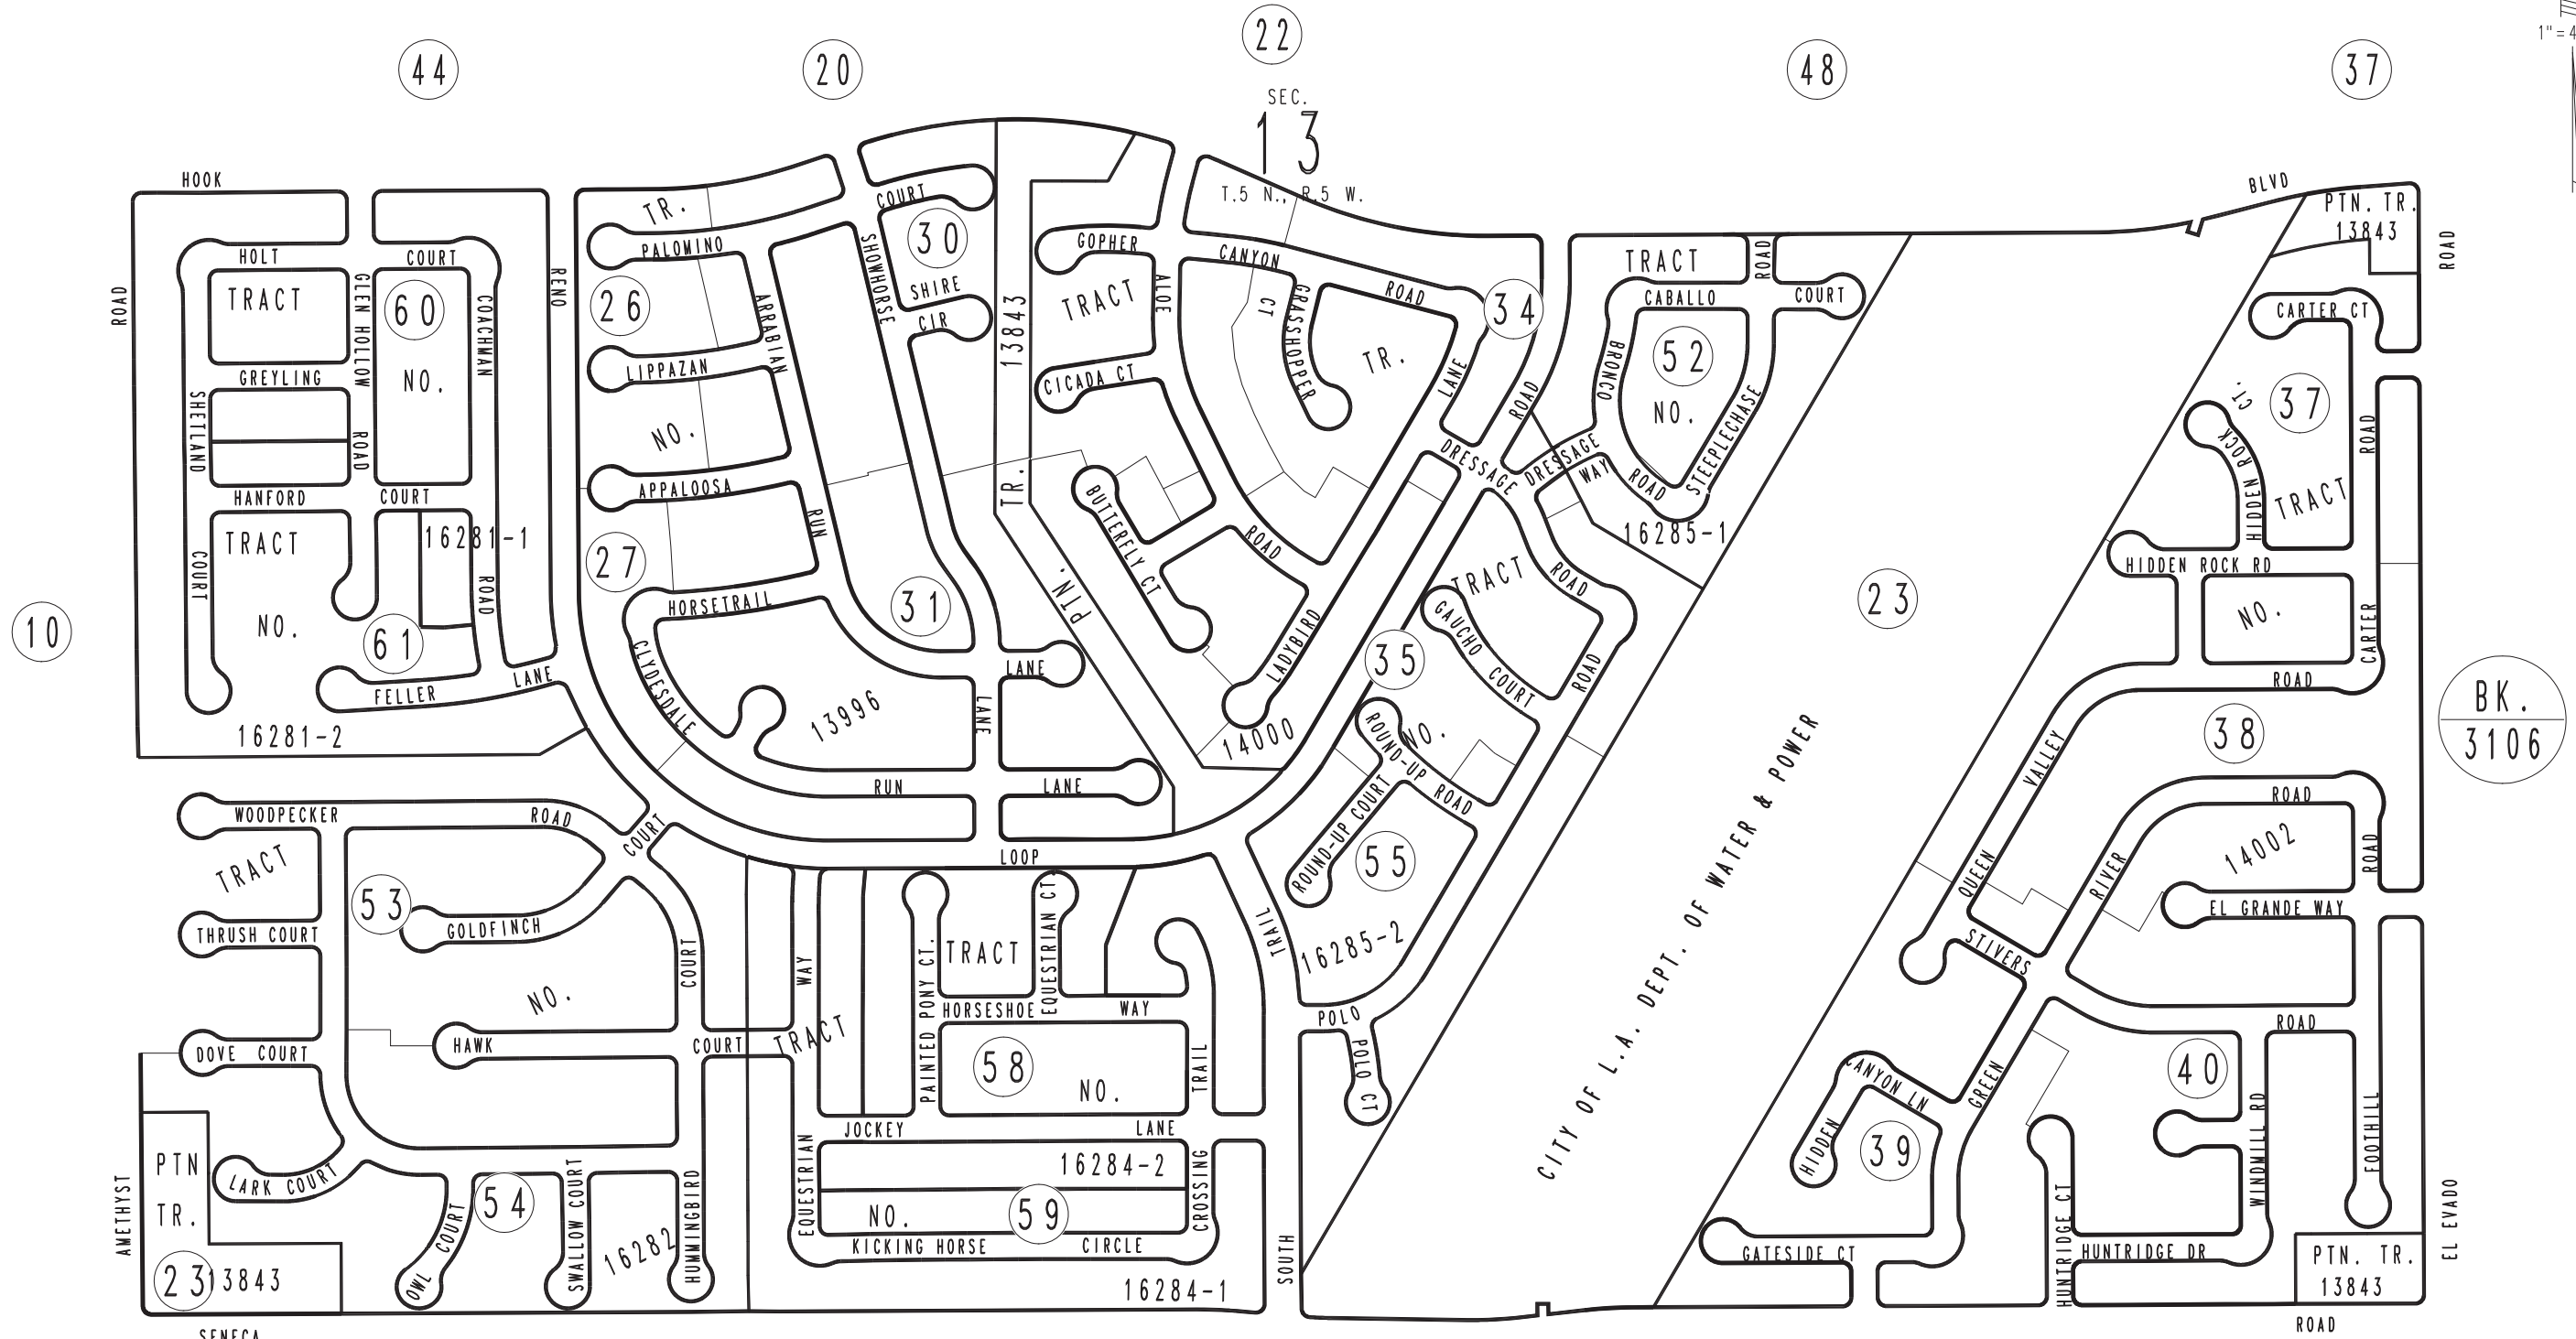 22
44
20
48
37
1" = 4
SEC.
13
T.5 N., R.5 W.
HOOK
BLVD
PTN. TR.
13843
ROAD
ROAD
HOLT
COURT
TRACT
GLEN HOLLOW
60
COACHMAN
NO.
GREYLING
SHETLAND
ROAD
HANFORD
COURT
TRACT
16281-1
COURT
ROAD
NO.
61
FELLER
LANE
16281-2
10
RENO
TR.
PALOMINO
26
ARRABIAN
LIPPAZAN
NO.
APPALOOSA
RUN
27
HORSETRAIL
CLYDESDALE
13996
31
LANE
LANE
RUN
LANE
LOOP
COURT
30
SHOWHORSE
SHIRE
CIR
13843
TR.
PTN.
GOPHER
TRACT
ALOE
CICADA CT
BUTTERFLY CT
ROAD
LADYBIRD
14000
CANYON
ROAD
CT
GRASSHOPPER
TR.
LANE
34
ROAD
DRESSAGE
DRESSAGE
WAY
TRACT
ROAD
CABALLO
COURT
BRONCO
52
NO.
STEEPLECHASE
ROAD
16285-1
TRACT
ROAD
GAUCHO COURT
ROAD
35
NO.
ROUND-UP
ROAD
ROUND-UP COURT
55
16285-2
TRAIL
POLO
POLO CT
23
CITY OF L.A. DEPT. OF WATER & POWER
CARTER CT
37
CT.
HIDDEN ROCK
TRACT
ROAD
HIDDEN ROCK RD
NO.
CARTER
ROAD
38
BK.
3106
VALLEY
QUEEN
ROAD
RIVER
14002
ROAD
EL GRANDE WAY
STIVERS
ROAD
GREEN
CANYON LN
HIDDEN
39
40
WINDMILL RD
FOOTHILL
GATESIDE CT
HUNTRIDGE CT
HUNTRIDGE DR
PTN. TR.
13843
EL EVADO
ROAD
WOODPECKER
ROAD
COURT
TRACT
53
GOLDFINCH
THRUSH COURT
COURT
NO.
DOVE COURT
HAWK
COURT
LARK COURT
54
OWL COURT
SWALLOW COURT
16282
HUMMINGBIRD
AMETHYST
PTN
TR.
23
13843
SENECA
WAY
TRACT
PAINTED PONY CT.
TRACT
EQUESTRIAN CT
HORSESHOE
WAY
58
NO.
TRAIL
JOCKEY
LANE
EQUESTRIAN
16284-2
NO.
59
CROSSING
KICKING HORSE
CIRCLE
16284-1
SOUTH